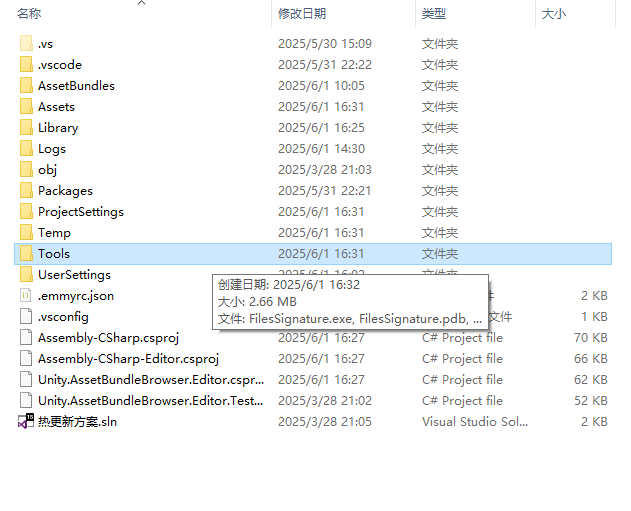 名称 修改日期 类型 大小
.vs 2025/5/30 15:09 文件夹
.vscode 2025/5/31 22:22 文件夹
AssetBundles 2025/6/1 10:05 文件夹
Assets 2025/6/1 16:31 文件夹
Library 2025/6/1 16:25 文件夹
Logs 2025/6/1 14:30 文件夹
obj 2025/3/28 21:03 文件夹
Packages 2025/5/31 22:21 文件夹
ProjectSettings 2025/6/1 16:31 文件夹
Temp 2025/6/1 16:31 文件夹
Tools 2025/6/1 16:31 文件夹
UserSettings
创建日期: 2025/6/1 16:32
大小: 2.66 MB
文件: FilesSignature.exe, FilesSignature.pdb, ...
.emmyrc.json 件 2 KB
.vsconfig 文件 1 KB
Assembly-CSharp.csproj 2025/6/1 16:27 C# Project file 70 KB
Assembly-CSharp-Editor.csproj 2025/6/1 16:27 C# Project file 66 KB
Unity.AssetBundleBrowser.Editor.cspr... 2025/6/1 16:27 C# Project file 62 KB
Unity.AssetBundleBrowser.Editor.Test... 2025/3/28 21:02 C# Project file 52 KB
热更新方案.sln 2025/3/28 21:05 Visual Studio Sol... 2 KB